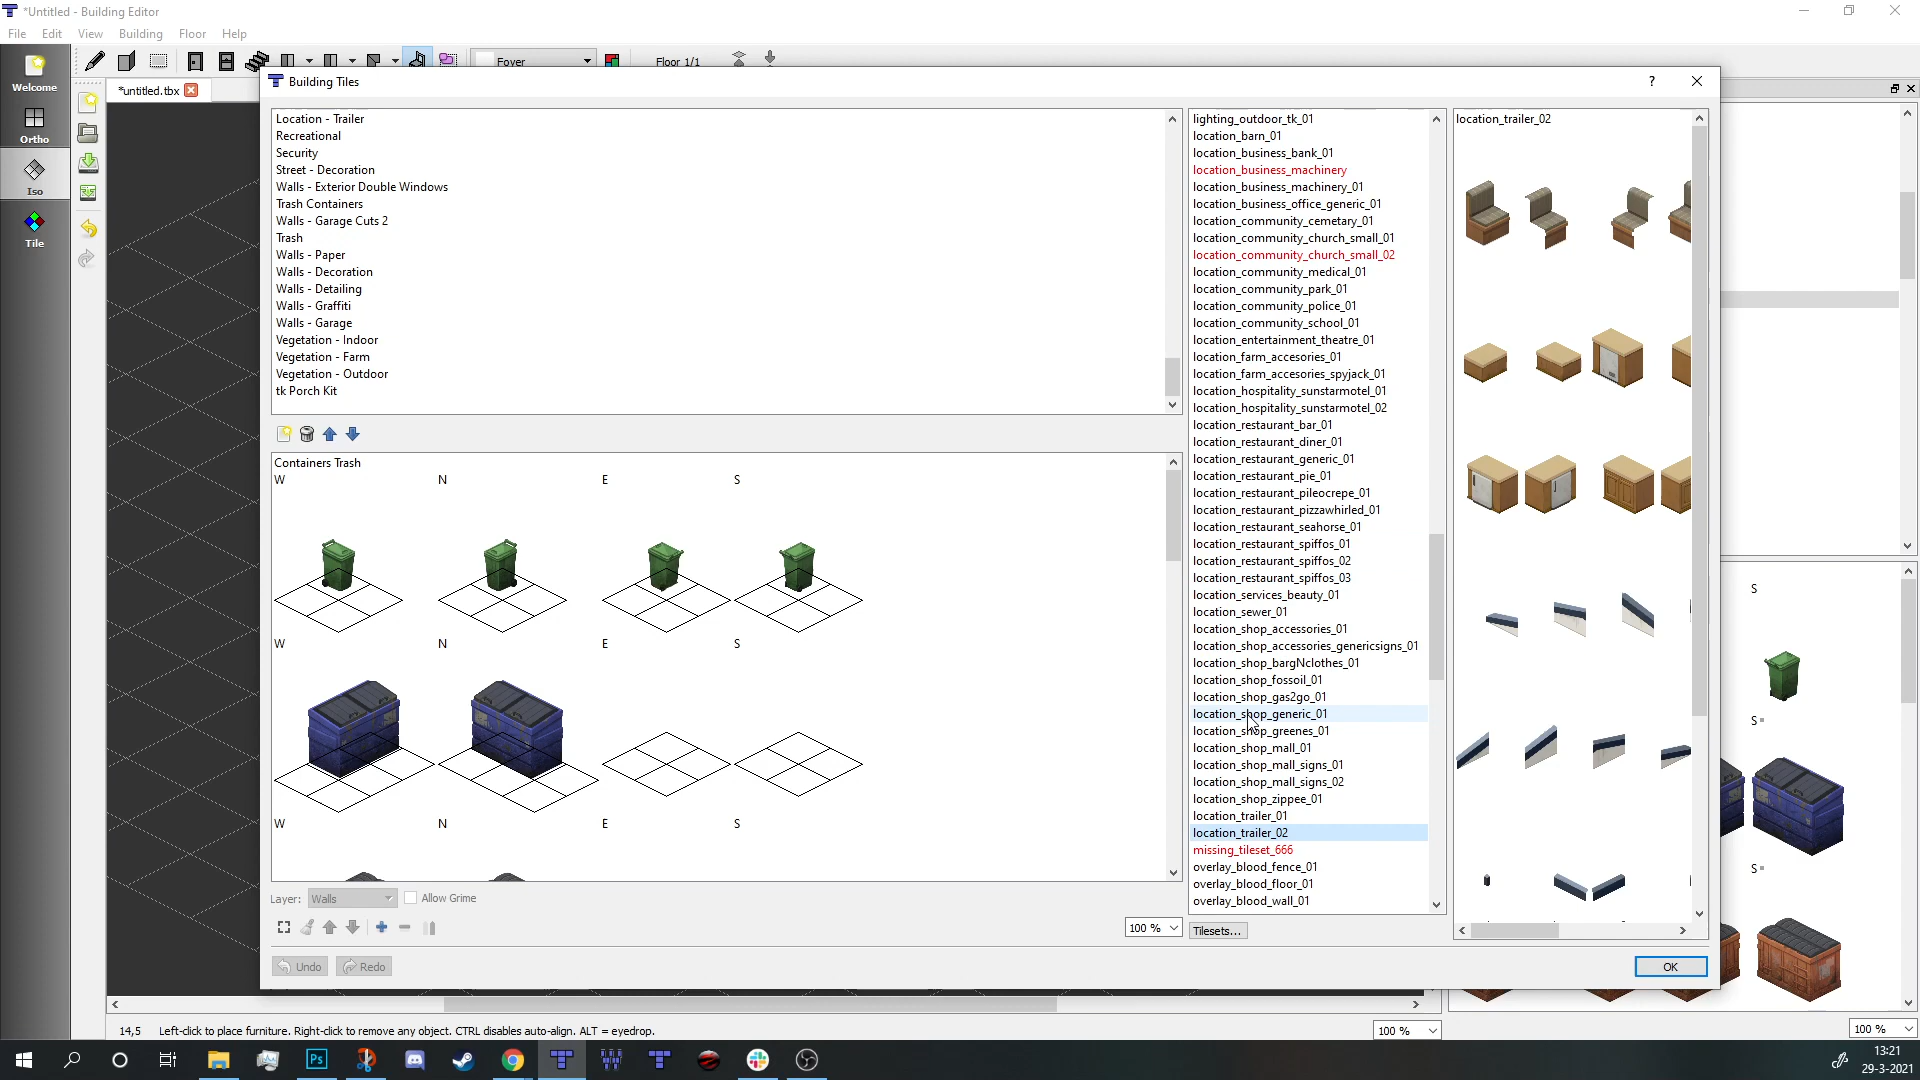 *Untitled - Building Editor
File Edit View Building Floor Help
Foyer
Floor 1/1
Welcome
Ortho
Iso
Tile
*untitled.tbx
Building Tiles
?
Location - Trailer
Recreational
Security
Street - Decoration
Walls - Exterior Double Windows
Trash Containers
Walls - Garage Cuts 2
Trash
Walls - Paper
Walls - Decoration
Walls - Detailing
Walls - Graffiti
Walls - Garage
Vegetation - Indoor
Vegetation - Farm
Vegetation - Outdoor
tk Porch Kit
Containers Trash
W N E S
W N E S
W N E S
Layer: Walls Allow Grime
100 %
Undo Redo
lighting_outdoor_tk_01
location_barn_01
location_business_bank_01
location_business_machinery
location_business_machinery_01
location_business_office_generic_01
location_community_cemetary_01
location_community_church_small_01
location_community_church_small_02
location_community_medical_01
location_community_park_01
location_community_police_01
location_community_school_01
location_entertainment_theatre_01
location_farm_accesories_01
location_farm_accesories_spyjack_01
location_hospitality_sunstarmotel_01
location_hospitality_sunstarmotel_02
location_restaurant_bar_01
location_restaurant_diner_01
location_restaurant_generic_01
location_restaurant_pie_01
location_restaurant_pileocrepe_01
location_restaurant_pizzawhirled_01
location_restaurant_seahorse_01
location_restaurant_spiffos_01
location_restaurant_spiffos_02
location_restaurant_spiffos_03
location_services_beauty_01
location_sewer_01
location_shop_accessories_01
location_shop_accessories_genericsigns_01
location_shop_bargNclothes_01
location_shop_fossoil_01
location_shop_gas2go_01
location_shop_generic_01
location_shop_greenes_01
location_shop_mall_01
location_shop_mall_signs_01
location_shop_mall_signs_02
location_shop_zippee_01
location_trailer_01
location_trailer_02
missing_tileset_666
overlay_blood_fence_01
overlay_blood_floor_01
overlay_blood_wall_01
Tilesets...
location_trailer_02
OK
S
S
S
14,5 Left-click to place furniture. Right-click to remove any object. CTRL disables auto-align. ALT = eyedrop.
100 %
100 %
Ps
13:21
29-3-2021